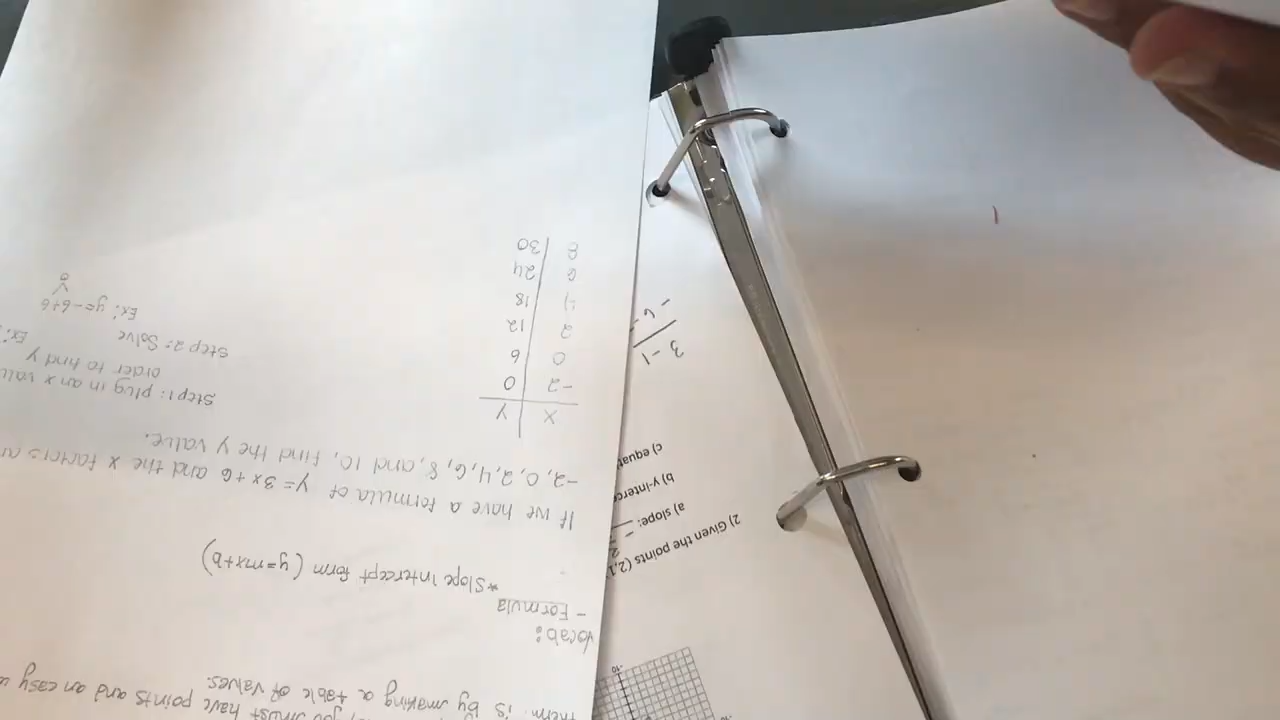 you must have points and an easy
them is by making a table of values.
Vocab:
- Formula
*Slope intercept form (y=mx+b)
If we have a formula of y=3x+6 and the x factors
-2, 0, 2, 4, 6, 8, and 10, find the y value.
X Y
-2 0
0 6
2 12
4 18
6 24
8 30
Step 1: plug in an x
order to find y
Step 2: Solve
Ex: y=-6+6
0
Ex:
2) Given the points (2,1
a) slope:
b) y-interc
c) equat
3-1